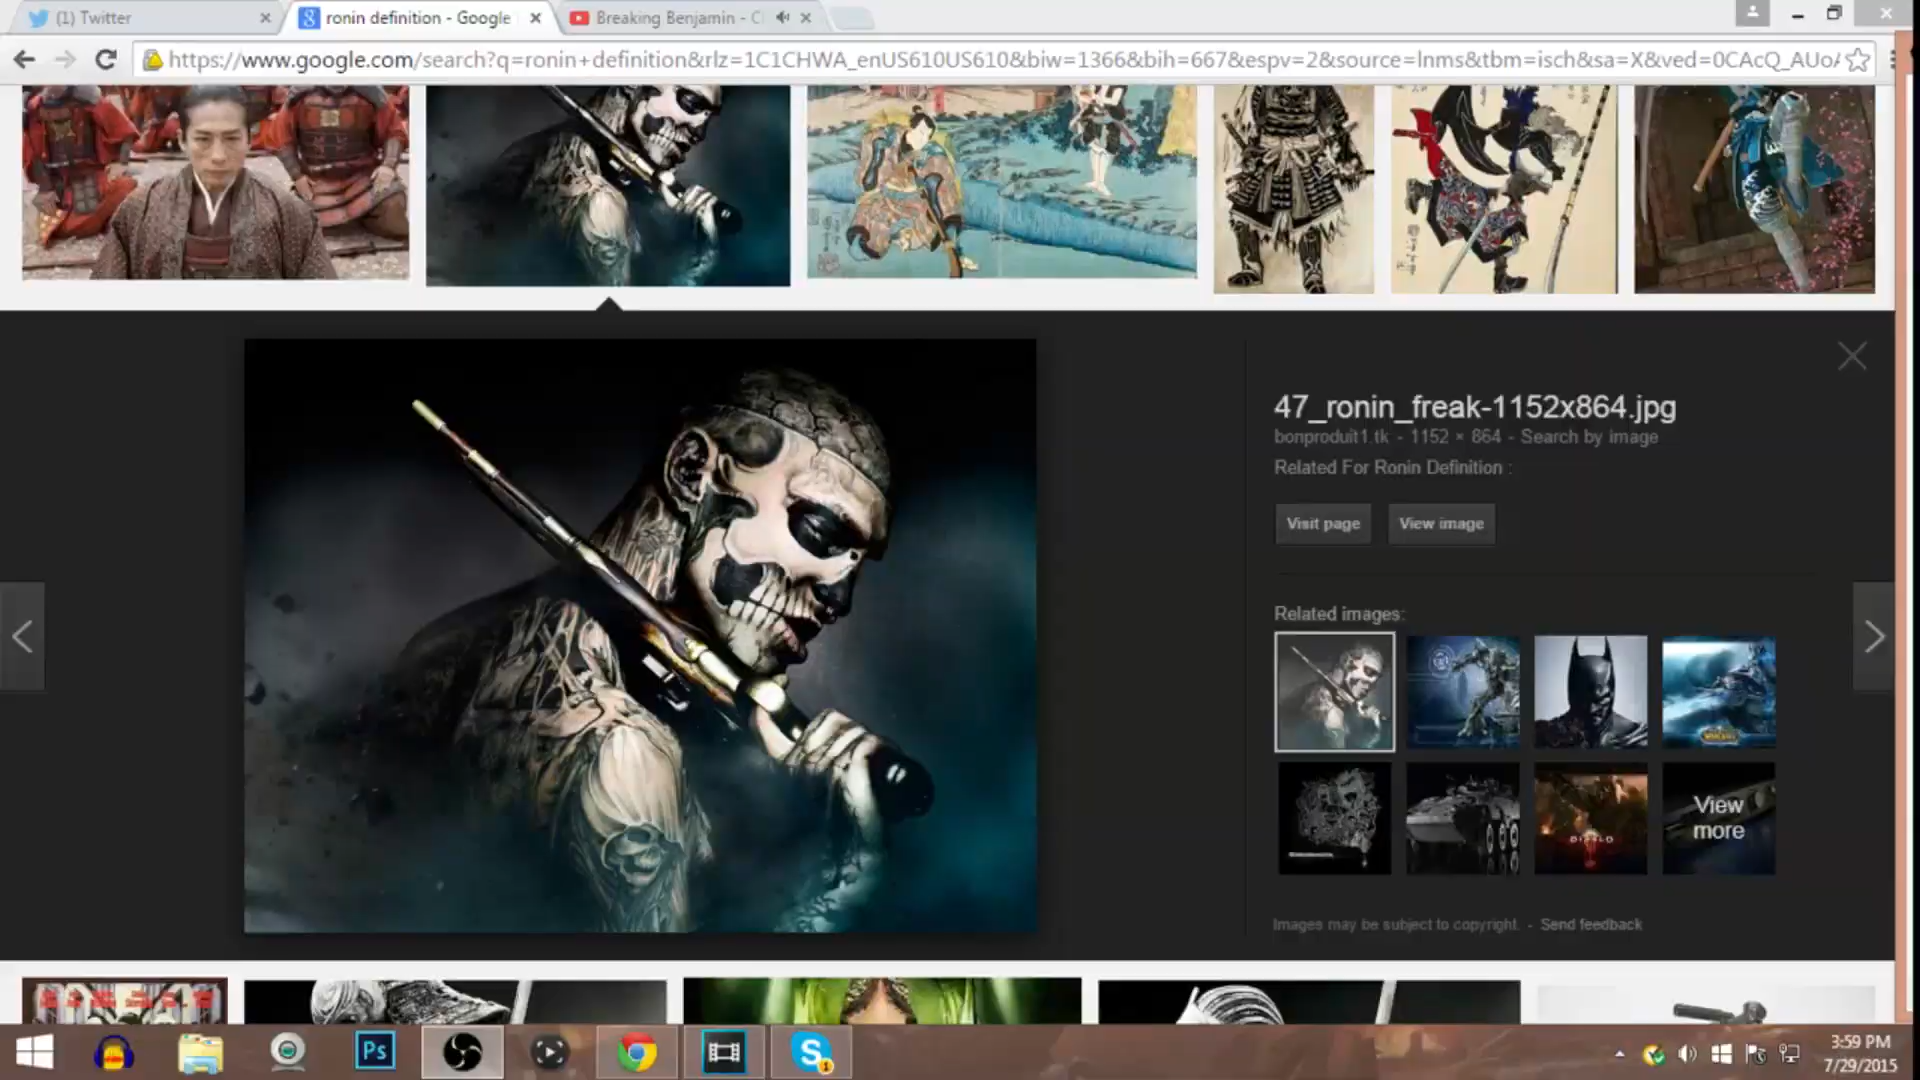 (1) Twitter
ronin definition - Google
Breaking Benjamin - C
https://www.google.com/search?q=ronin+definition&rlz=1C1CHWA_enUS610US610&biw=1366&bih=667&espv=2&source=lnms&tbm=isch&sa=X&ved=0CAcQ_AUoA
47_ronin_freak-1152x864.jpg
bonproduit1.tk - 1152 × 864 - Search by image
Related For Ronin Definition :
Visit page
View image
Related images:
DIABLO
View
more
Images may be subject to copyright. - Send feedback
Ps
3:59 PM
7/29/2015